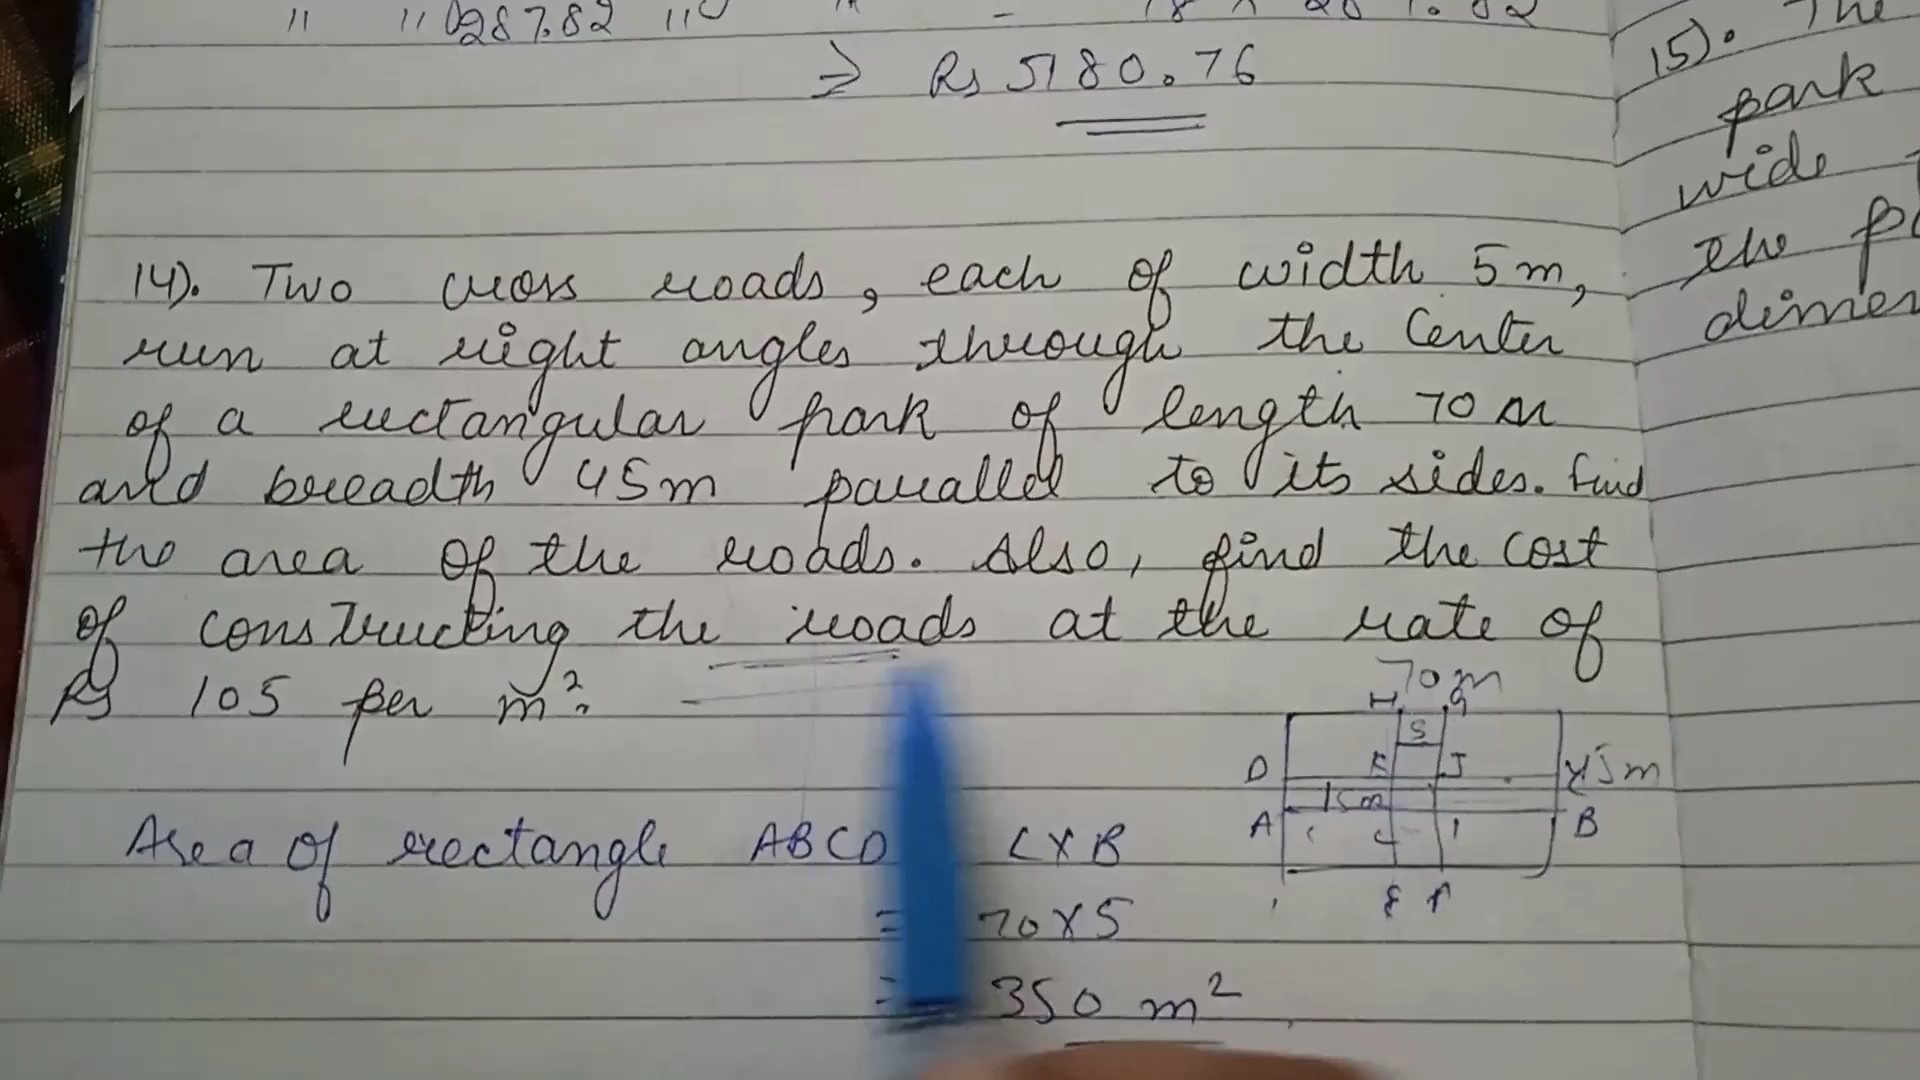 " " 287.82 "
⇒ Rs 5180.76
14). Two cross roads, each of width 5m,
run at right angles through the Center
of a rectangular park of length 70 m
and breadth 45m parallel to its sides. Find
the area of the roads. Also, find the cost
of constructing the roads at the rate of
Rs 105 per m².
70m
H G
5
D K J 45m
A B
E F
Area of rectangle ABCD L X B
= 70 X 5
= 350 m²
15). The
park
wide
the